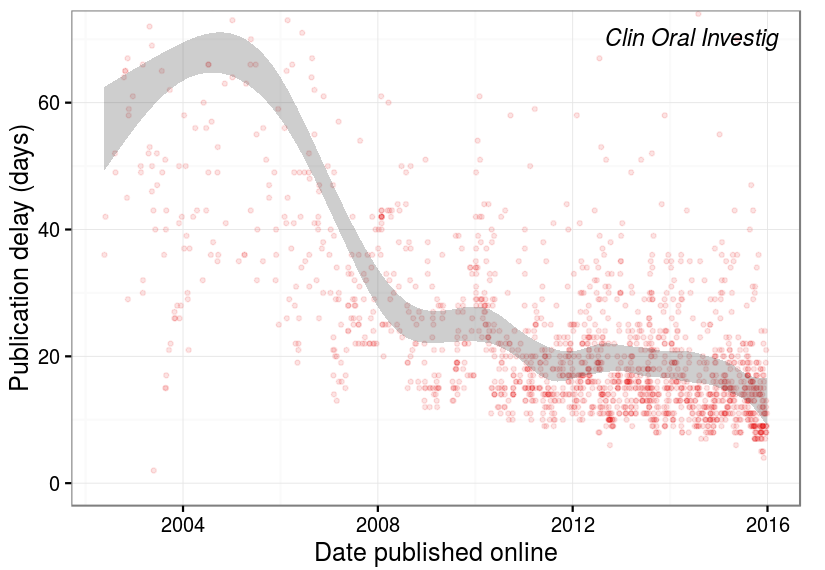 Clin Oral Investig
Publication delay (days)
60
40
20
0
2004
2008
2012
2016
Date published online